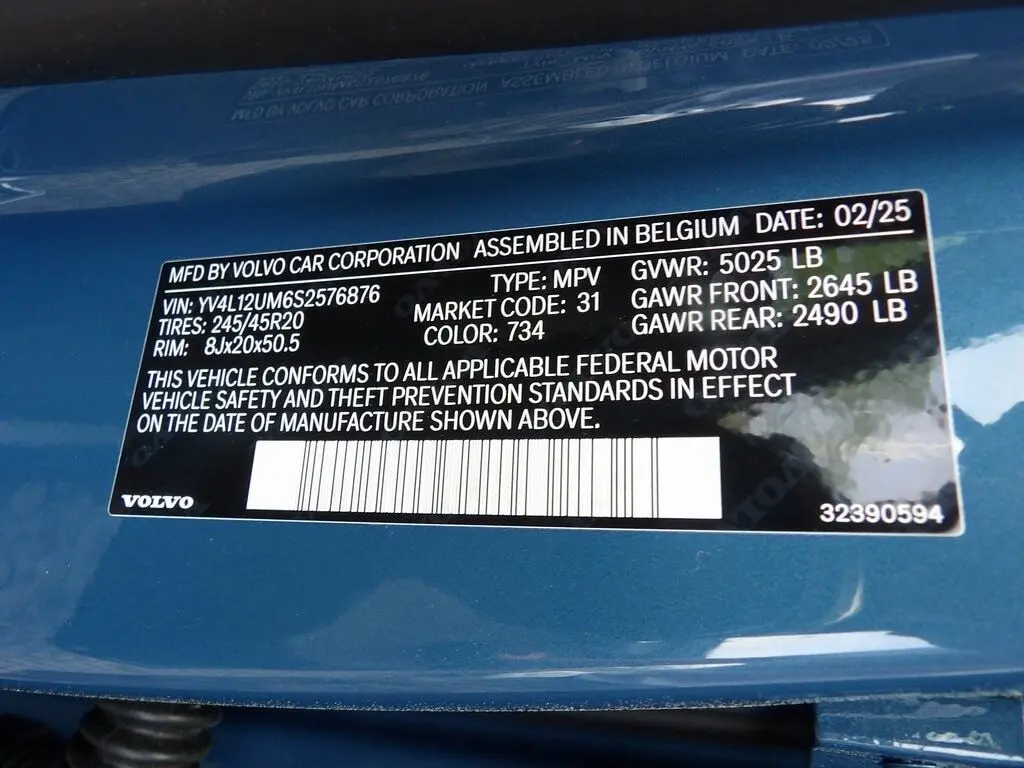 MFD BY VOLVO CAR CORPORATION ASSEMBLED IN BELGIUM DATE: 02/25
VIN: YV4L12UM6S2576876 TYPE: MPV GVWR: 5025 LB
TIRES: 245/45R20 MARKET CODE: 31 GAWR FRONT: 2645 LB
RIM: 8Jx20x50.5 COLOR: 734 GAWR REAR: 2490 LB
THIS VEHICLE CONFORMS TO ALL APPLICABLE FEDERAL MOTOR
VEHICLE SAFETY AND THEFT PREVENTION STANDARDS IN EFFECT
ON THE DATE OF MANUFACTURE SHOWN ABOVE.
VOLVO 32390594